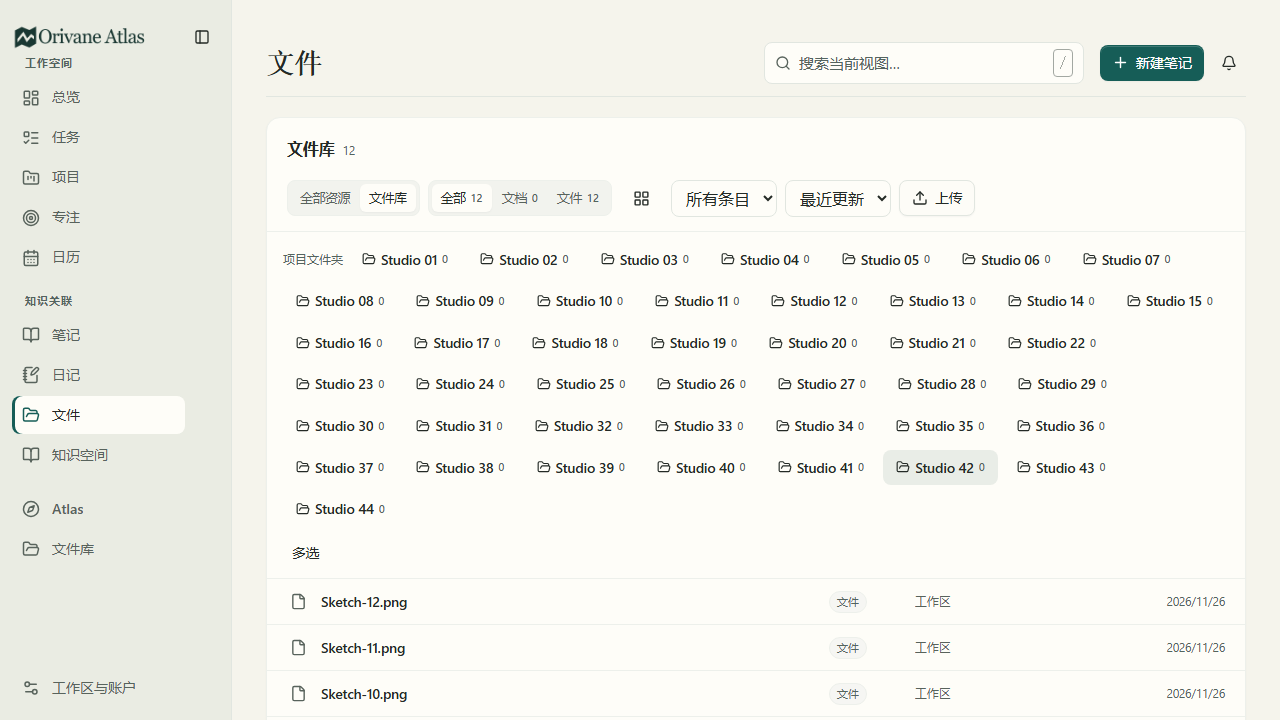 Orivane Atlas
工作空间
总览
任务
项目
专注
日历
知识关联
笔记
日记
文件
知识空间
Atlas
文件库
工作区与账户
文件
搜索当前视图... /
新建笔记
文件库 12
全部资源 文件库 全部 12 文档 0 文件 12 所有条目 最近更新 上传
项目文件夹 Studio 01 0 Studio 02 0 Studio 03 0 Studio 04 0 Studio 05 0 Studio 06 0 Studio 07 0
Studio 08 0 Studio 09 0 Studio 10 0 Studio 11 0 Studio 12 0 Studio 13 0 Studio 14 0 Studio 15 0
Studio 16 0 Studio 17 0 Studio 18 0 Studio 19 0 Studio 20 0 Studio 21 0 Studio 22 0
Studio 23 0 Studio 24 0 Studio 25 0 Studio 26 0 Studio 27 0 Studio 28 0 Studio 29 0
Studio 30 0 Studio 31 0 Studio 32 0 Studio 33 0 Studio 34 0 Studio 35 0 Studio 36 0
Studio 37 0 Studio 38 0 Studio 39 0 Studio 40 0 Studio 41 0 Studio 42 0 Studio 43 0
Studio 44 0
多选
Sketch-12.png 文件 工作区 2026/11/26
Sketch-11.png 文件 工作区 2026/11/26
Sketch-10.png 文件 工作区 2026/11/26